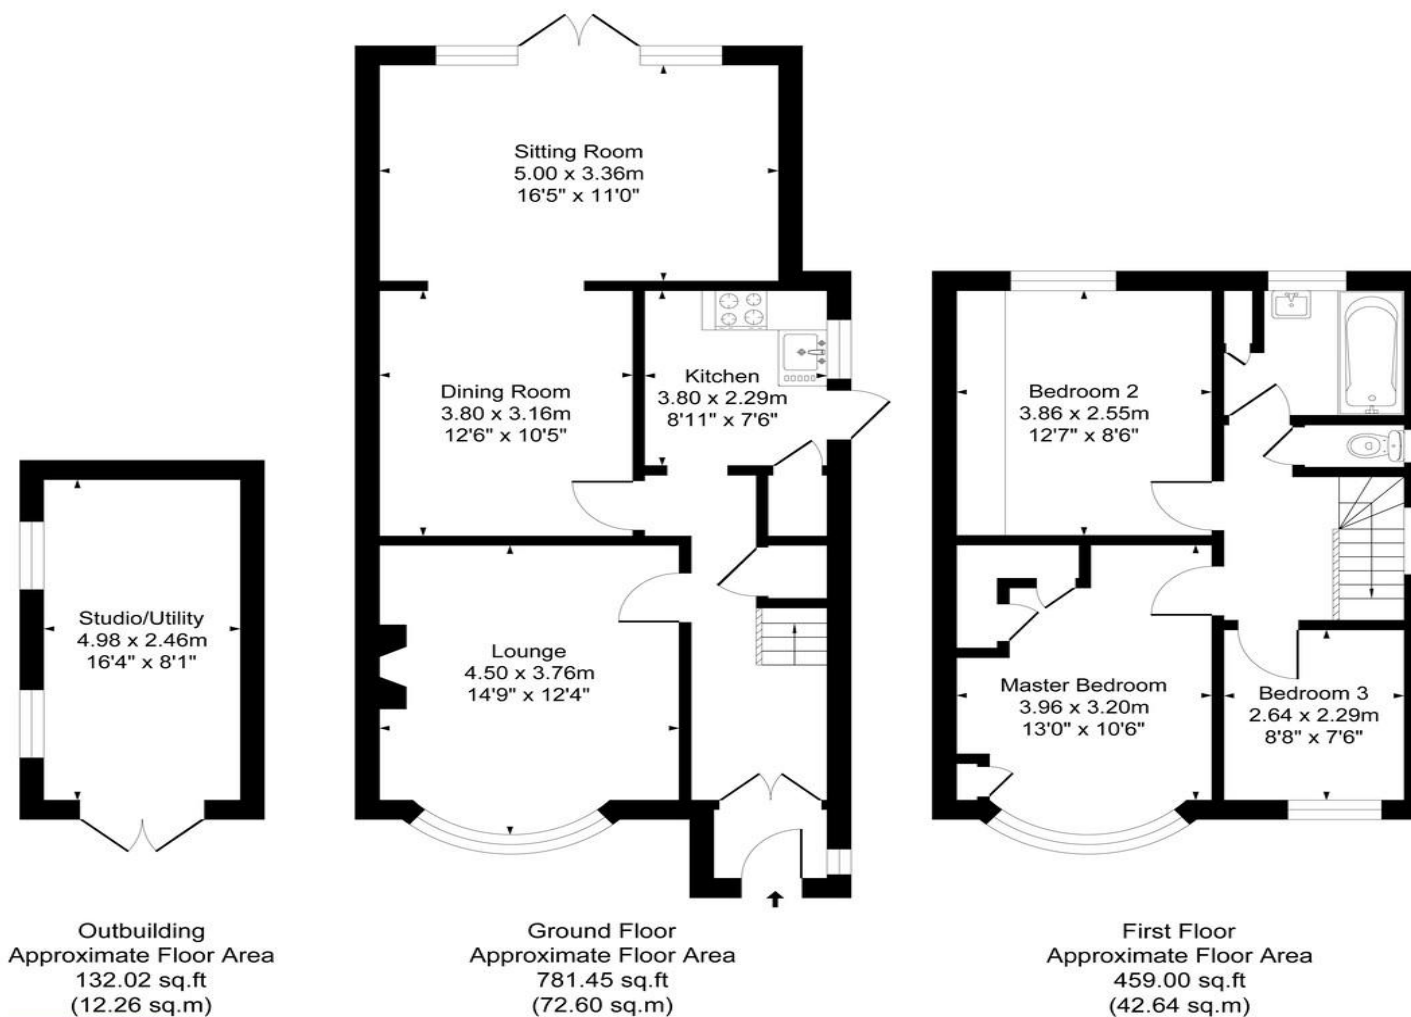 Sitting Room
5.00 x 3.36m
16'5" x 11'0"
Dining Room
3.80 x 3.16m
12'6" x 10'5"
Kitchen
3.80 x 2.29m
8'11" x 7'6"
Bedroom 2
3.86 x 2.55m
12'7" x 8'6"
Studio/Utility
4.98 x 2.46m
16'4" x 8'1"
Lounge
4.50 x 3.76m
14'9" x 12'4"
Master Bedroom
3.96 x 3.20m
13'0" x 10'6"
Bedroom 3
2.64 x 2.29m
8'8" x 7'6"
Outbuilding
Approximate Floor Area
132.02 sq.ft
(12.26 sq.m)
Ground Floor
Approximate Floor Area
781.45 sq.ft
(72.60 sq.m)
First Floor
Approximate Floor Area
459.00 sq.ft
(42.64 sq.m)